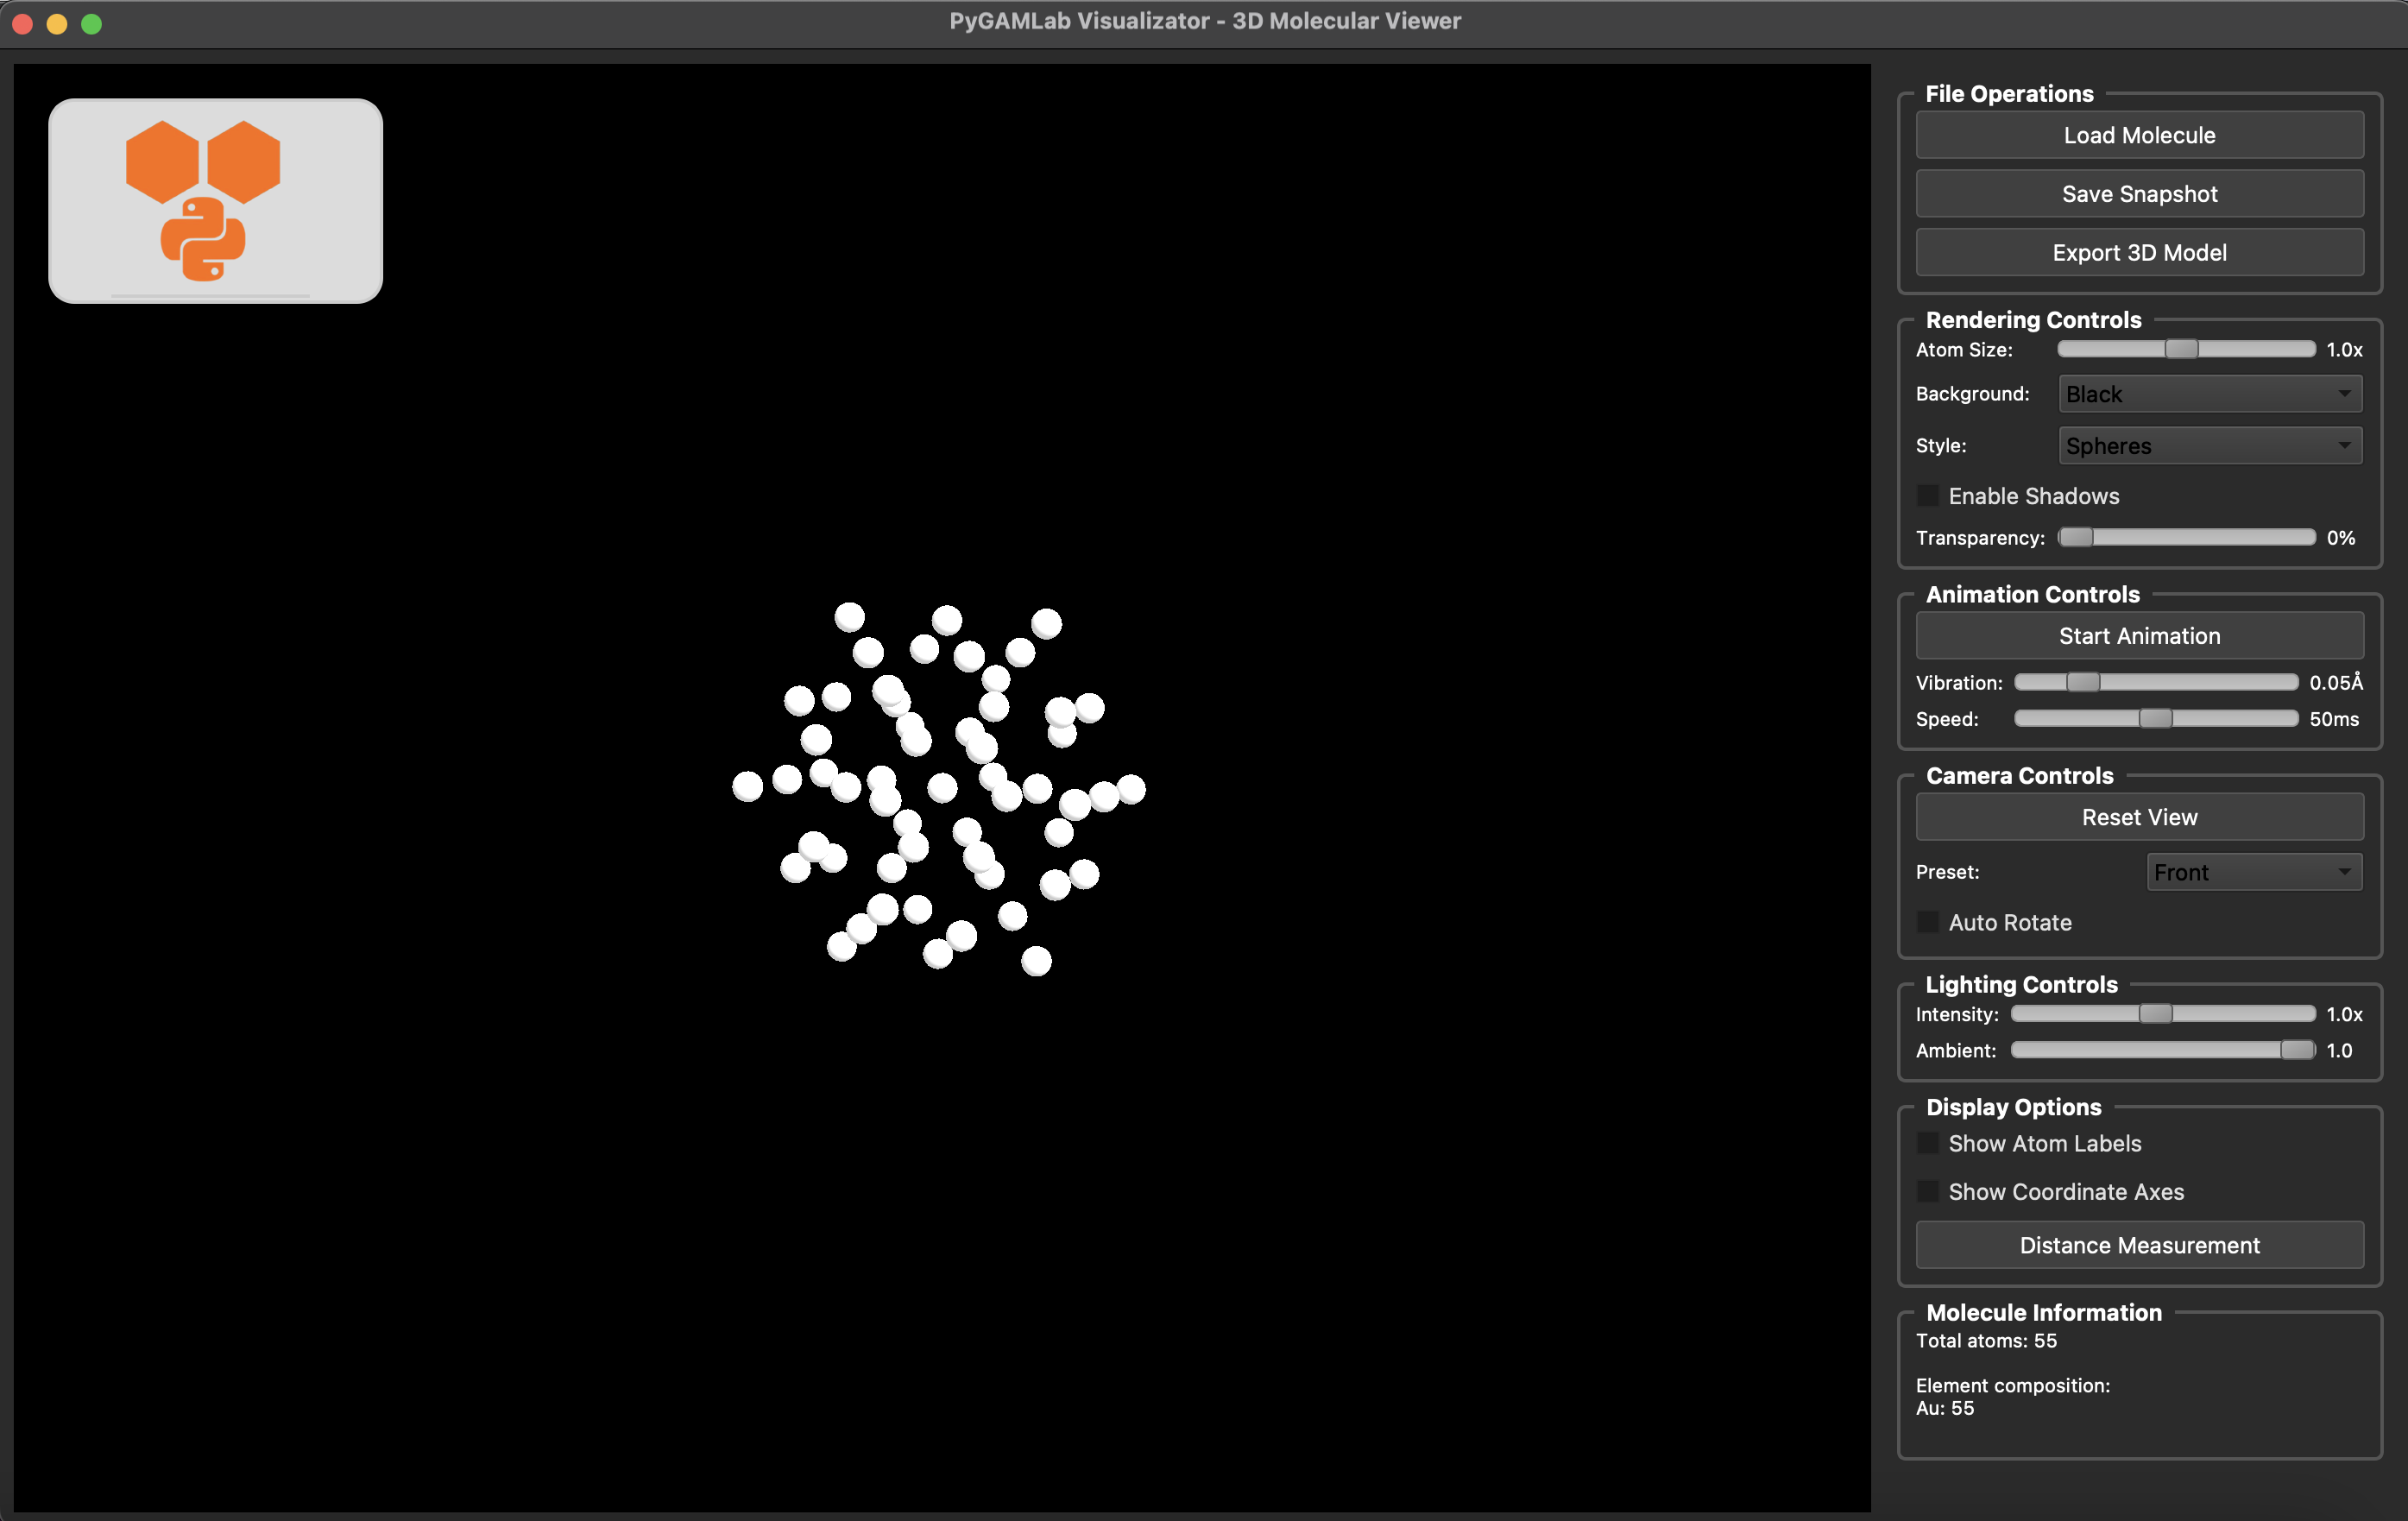 PyGAMLab Visualizator - 3D Molecular Viewer
File Operations
Load Molecule
Save Snapshot
Export 3D Model
Rendering Controls
Atom Size: 1.0x
Background: Black
Style: Spheres
Enable Shadows
Transparency: 0%
Animation Controls
Start Animation
Vibration: 0.05Å
Speed: 50ms
Camera Controls
Reset View
Preset: Front
Auto Rotate
Lighting Controls
Intensity: 1.0x
Ambient: 1.0
Display Options
Show Atom Labels
Show Coordinate Axes
Distance Measurement
Molecule Information
Total atoms: 55
Element composition:
Au: 55